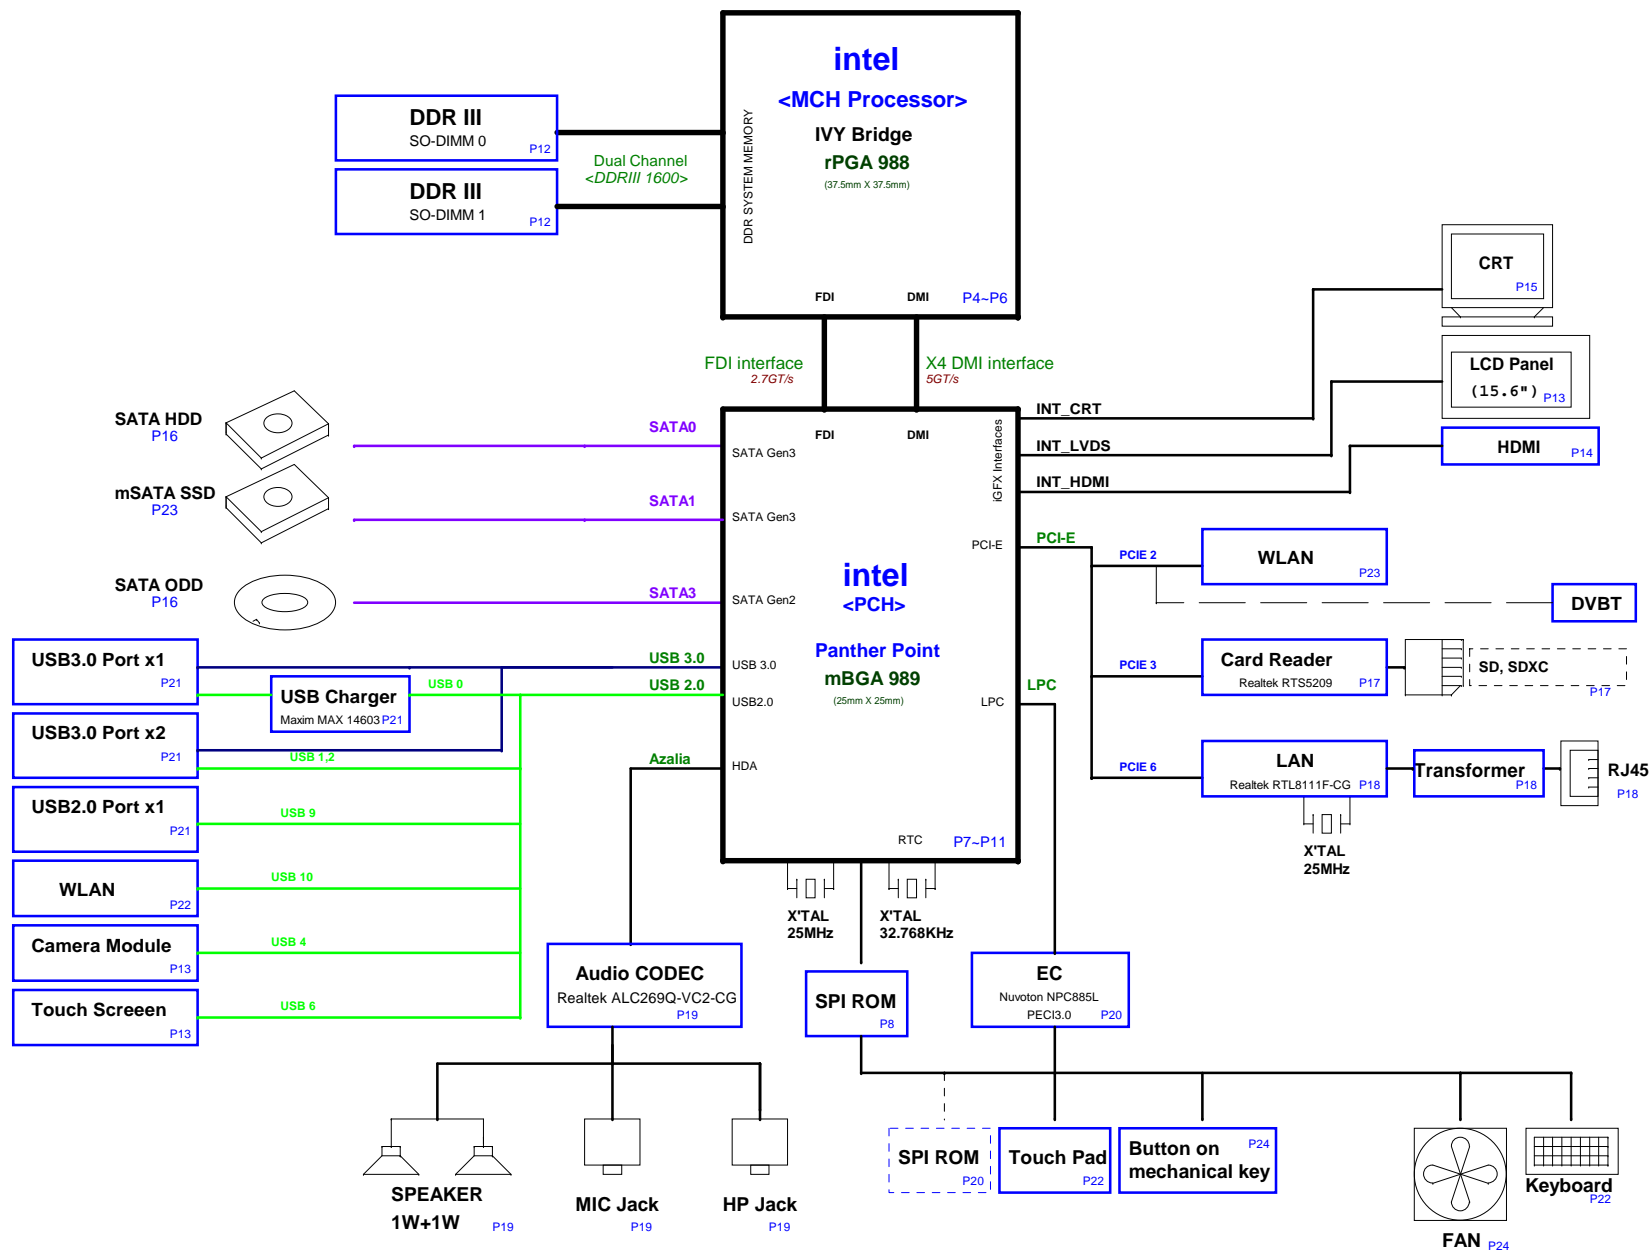 intel
<MCH Processor>
IVY Bridge
rPGA 988
(37.5mm X 37.5mm)
DDR SYSTEM MEMORY
FDI
DMI
P4~P6
DDR III
SO-DIMM 0
P12
DDR III
SO-DIMM 1
P12
Dual Channel
<DDRIII 1600>
FDI interface
2.7GT/s
X4 DMI interface
5GT/s
CRT
P15
LCD Panel
(15.6")
P13
HDMI
P14
INT_CRT
INT_LVDS
INT_HDMI
iGFX Interfaces
FDI
DMI
SATA HDD
P16
SATA0
SATA Gen3
mSATA SSD
P23
SATA1
SATA Gen3
SATA ODD
P16
SATA3
SATA Gen2
intel
<PCH>
Panther Point
mBGA 989
(25mm X 25mm)
PCI-E
PCI-E
PCIE 2
WLAN
P23
DVBT
PCIE 3
Card Reader
Realtek RTS5209
P17
SD, SDXC
P17
PCIE 6
LAN
Realtek RTL8111F-CG
P18
Transformer
P18
RJ45
P18
X'TAL
25MHz
LPC
LPC
USB3.0 Port x1
P21
USB Charger
Maxim MAX 14603
P21
USB 0
USB 3.0
USB 3.0
USB 2.0
USB2.0
USB3.0 Port x2
P21
USB 1,2
USB2.0 Port x1
P21
USB 9
WLAN
P22
USB 10
Camera Module
P13
USB 4
Touch Screeen
P13
USB 6
Azalia
HDA
RTC
P7~P11
X'TAL
25MHz
X'TAL
32.768KHz
Audio CODEC
Realtek ALC269Q-VC2-CG
P19
SPI ROM
P8
EC
Nuvoton NPC885L
PECI3.0
P20
SPEAKER
1W+1W
P19
MIC Jack
P19
HP Jack
P19
SPI ROM
P20
Touch Pad
P22
Button on
mechanical key
P24
FAN
P24
Keyboard
P22